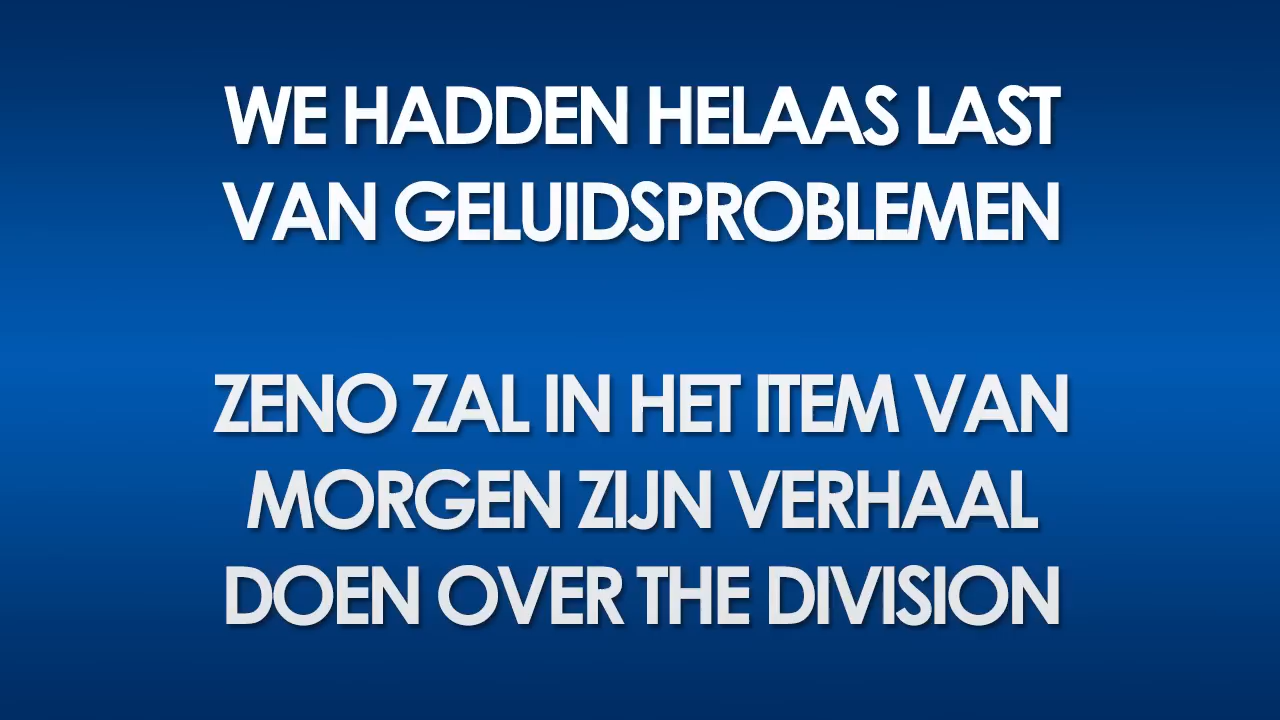 WE HADDEN HELAAS LAST
VAN GELUIDSPROBLEMEN
ZENO ZAL IN HET ITEM VAN
MORGEN ZIJN VERHAAL
DOEN OVER THE DIVISION